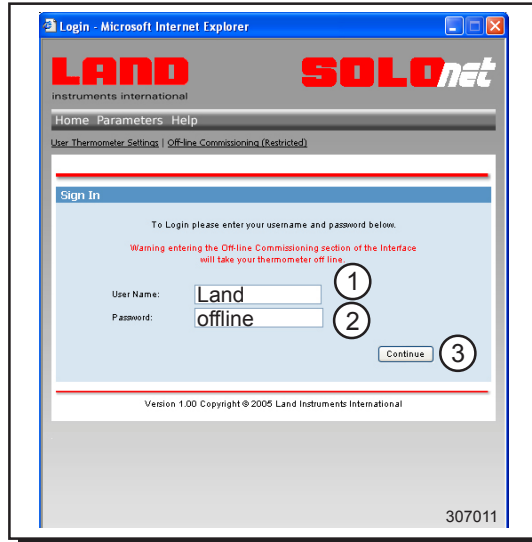 Login - Microsoft Internet Explorer
LAND
SOLOnet
instruments international
Home Parameters Help
User Thermometer Settings | Off-line Commissioning (Restricted)
Sign In
To Login please enter your username and password below.
Warning entering the Off-line Commissioning section of the Interface
will take your thermometer off line.
1
User Name: Land
Password: offline
2
Continue 3
Version 1.00 Copyright © 2005 Land Instruments International
307011